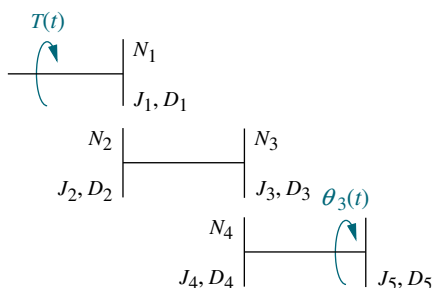 T(t)
N₁
J₁, D₁
N₂ N₃
J₂, D₂ J₃, D₃
θ₃(t)
N₄
J₄, D₄ J₅, D₅